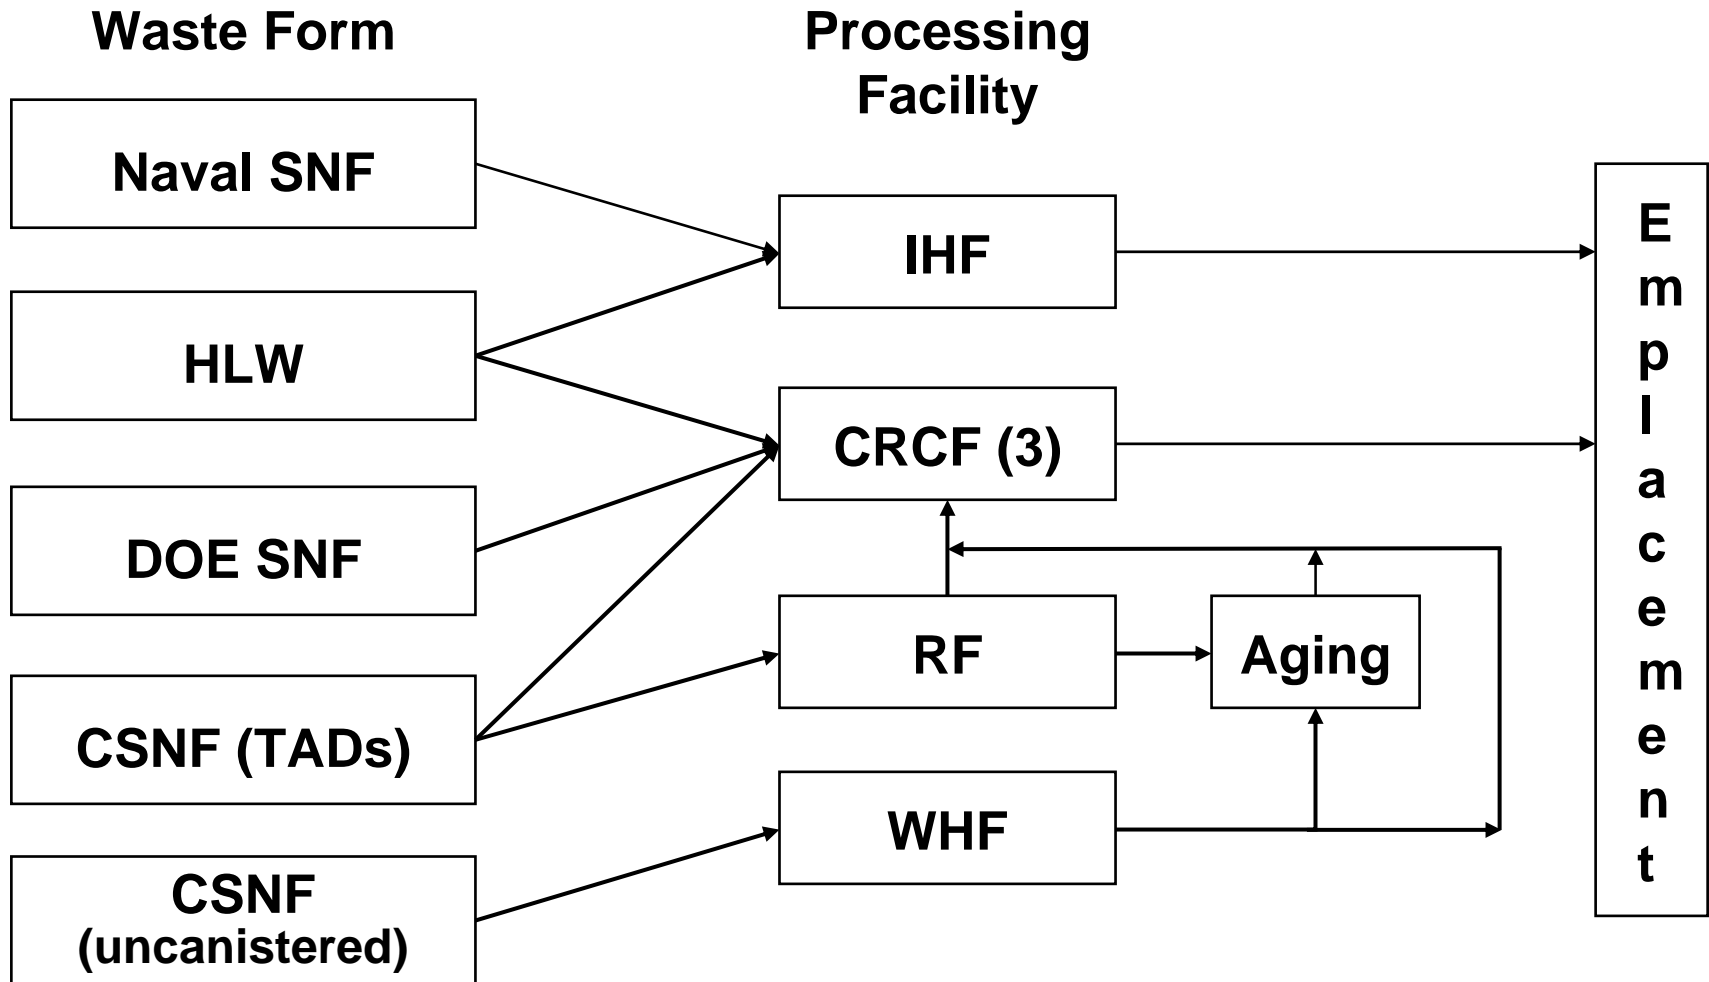 Waste Form
Processing
Facility
Naval SNF
HLW
DOE SNF
CSNF (TADs)
CSNF
(uncanistered)
IHF
CRCF (3)
RF
Aging
WHF
E
m
p
l
a
c
e
m
e
n
t